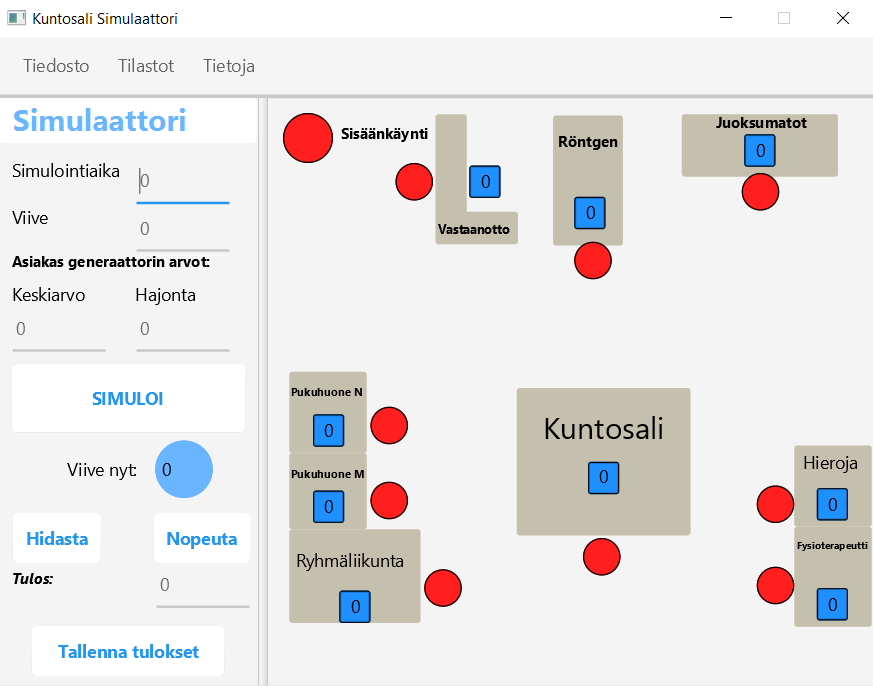 Kuntosali Simulaattori
Tiedosto Tilastot Tietoja
Simulaattori
Simulointiaika 0
Viive 0
Asiakas generaattorin arvot:
Keskiarvo Hajonta
0 0
SIMULOI
Viive nyt: 0
Hidasta Nopeuta
Tulos: 0
Tallenna tulokset
Sisäänkäynti
0
Vastaanotto
Röntgen
0
Juoksumatot
0
Pukuhuone N
0
Pukuhuone M
0
Ryhmäliikunta
0
Kuntosali
0
Hieroja
0
Fysioterapeutti
0